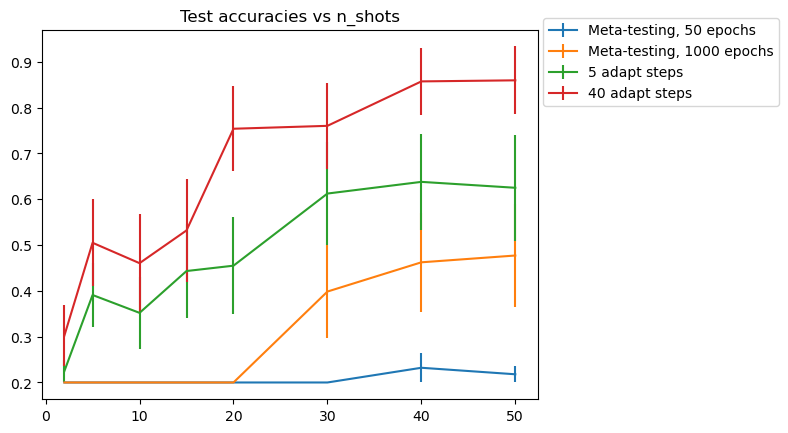 Test accuracies vs n_shots
Meta-testing, 50 epochs
Meta-testing, 1000 epochs
5 adapt steps
40 adapt steps
0.9
0.8
0.7
0.6
0.5
0.4
0.3
0.2
0 10 20 30 40 50